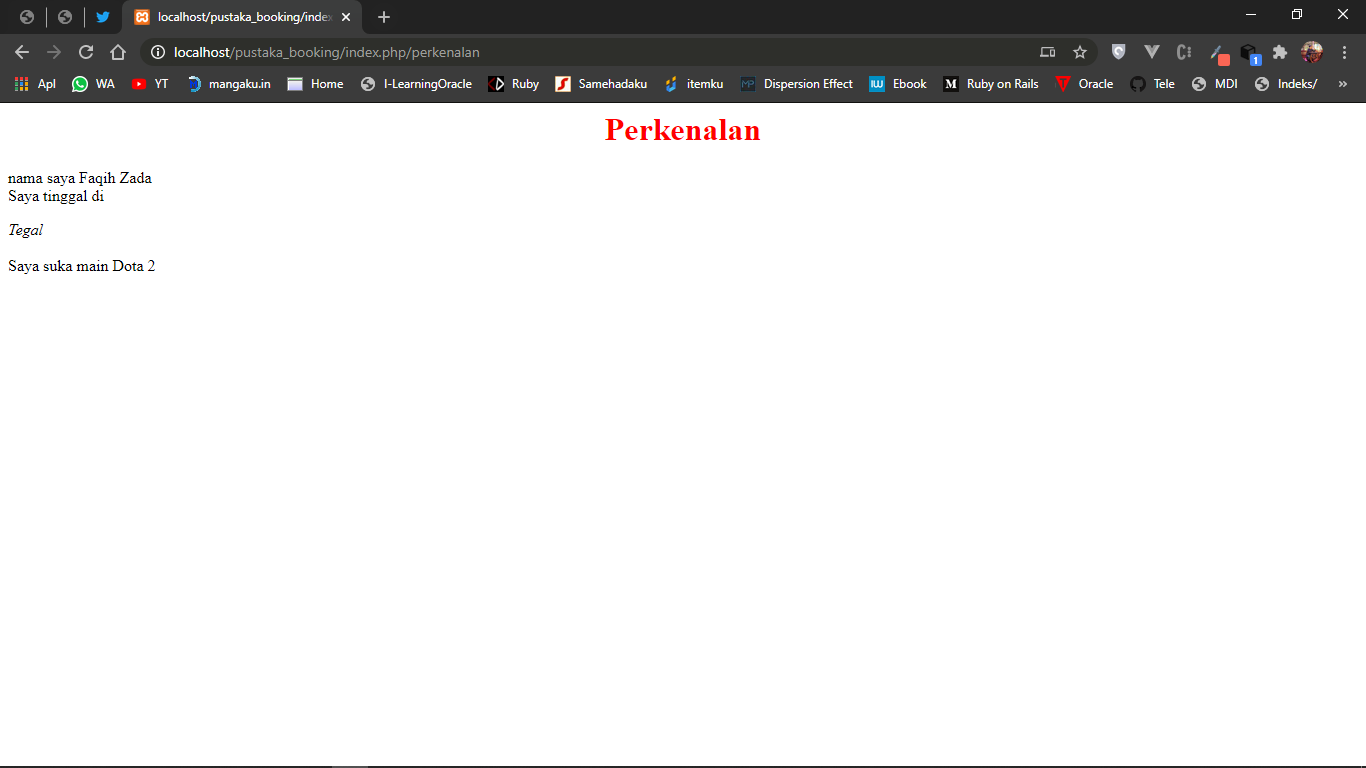 localhost/pustaka_booking/index
localhost/pustaka_booking/index.php/perkenalan
Apl WA YT mangaku.in Home I-LearningOracle Ruby Samehadaku itemku Dispersion Effect Ebook Ruby on Rails Oracle Tele MDI Indeks/ »
Perkenalan
nama saya Faqih Zada
Saya tinggal di
Tegal
Saya suka main Dota 2